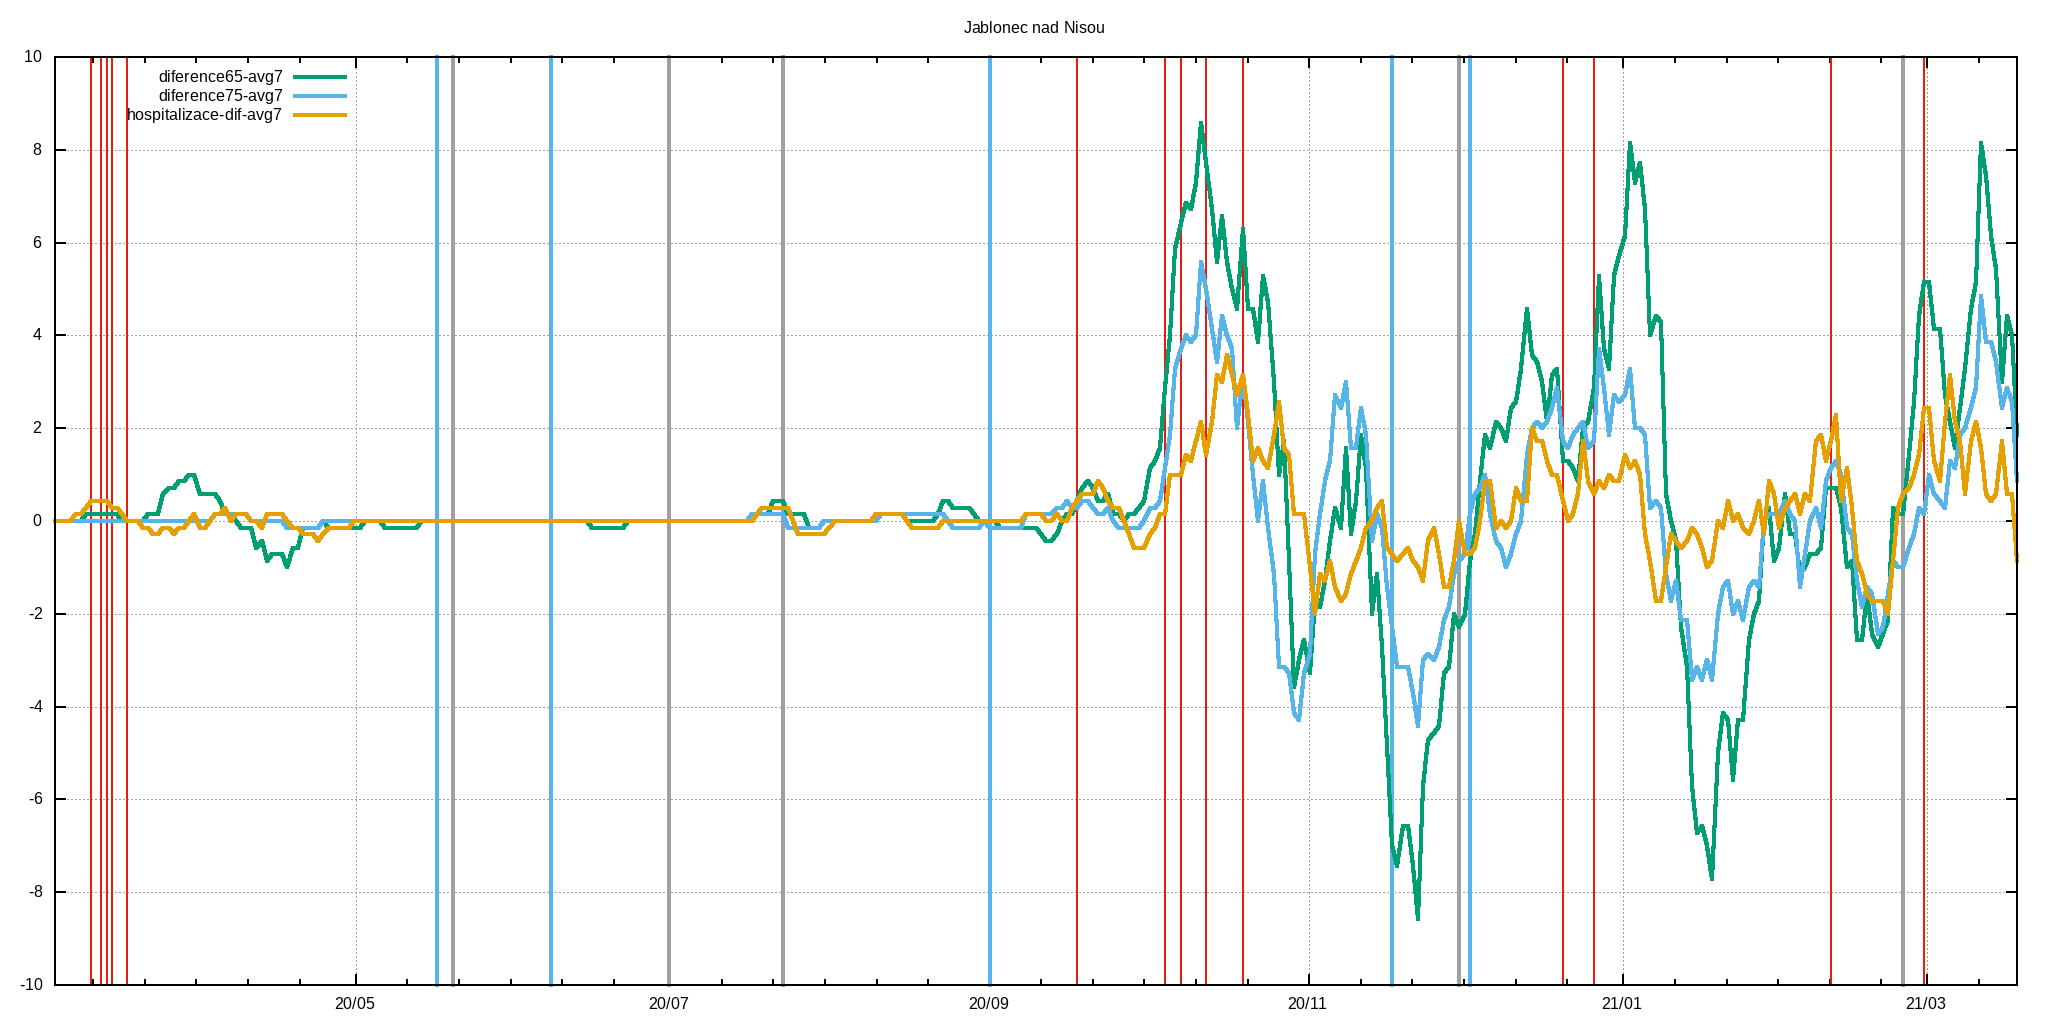 Jablonec nad Nisou
diference65-avg7
diference75-avg7
hospitalizace-dif-avg7
10
8
6
4
2
0
-2
-4
-6
-8
-10
20/05 20/07 20/09 20/11 21/01 21/03